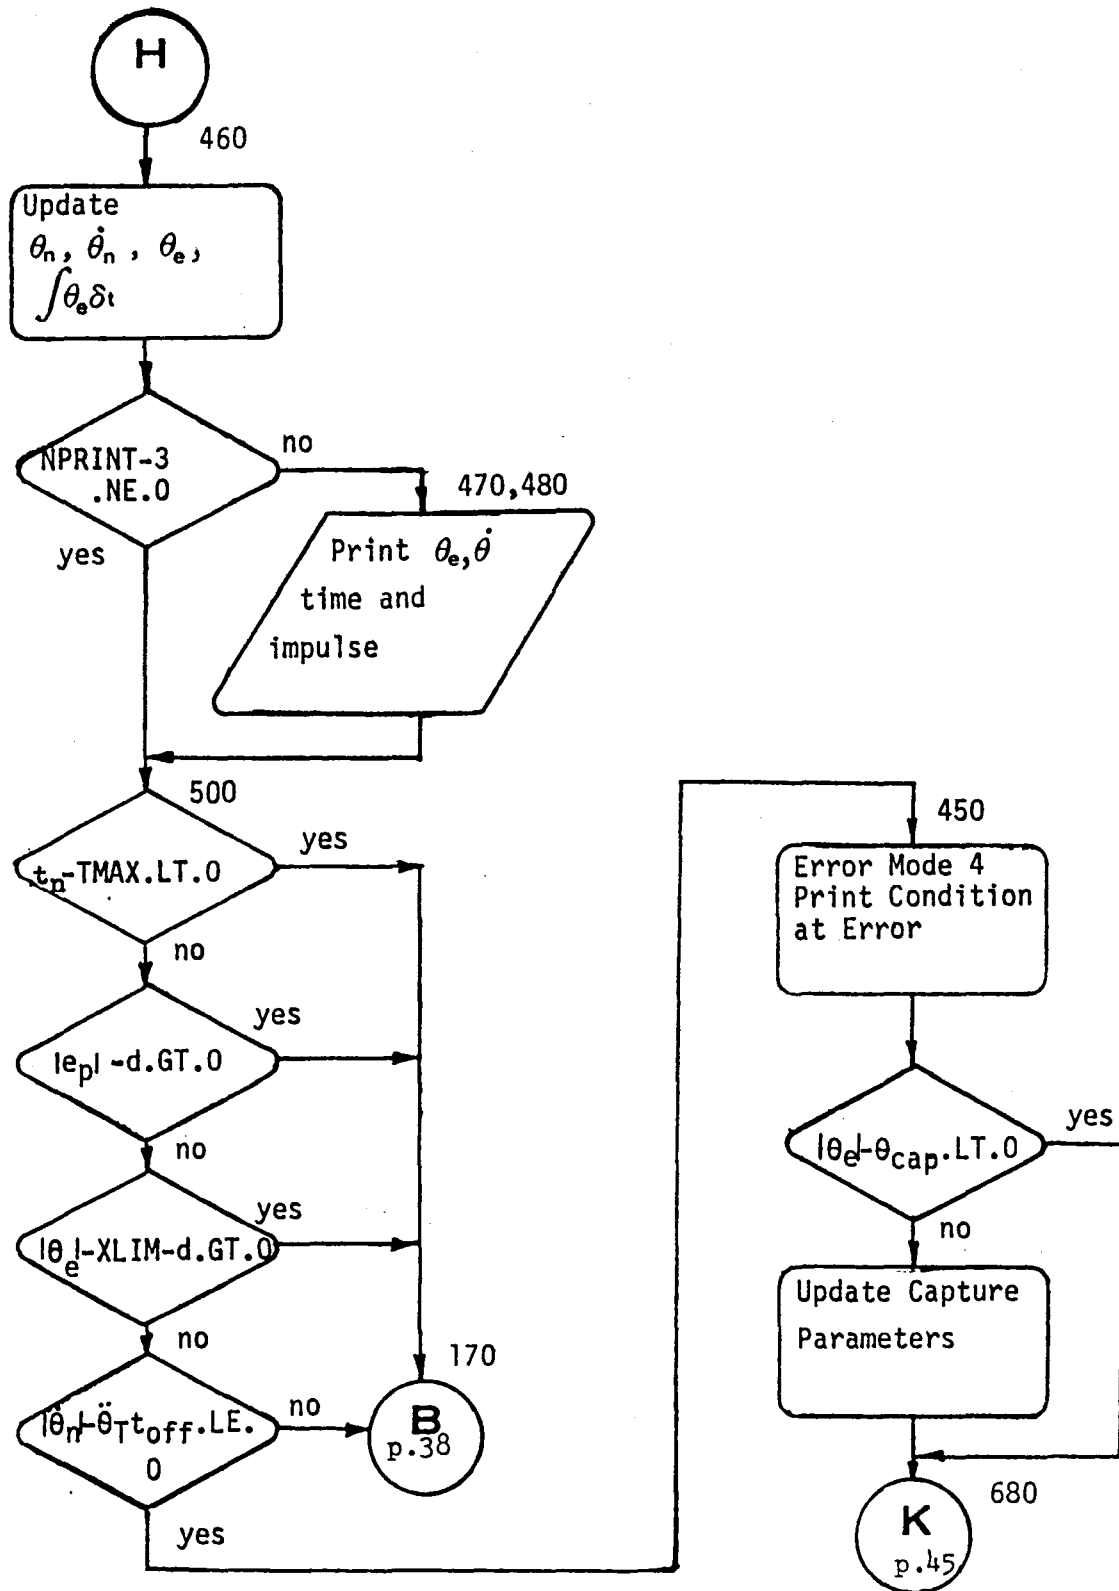 H
460
Update
θn, θ̇n , θe,
∫θeδt
NPRINT-3
.NE.0
no
yes
470,480
Print θe,θ̇
time and
impulse
500
tn-TMAX.LT.0
yes
no
|ep| -d.GT.0
yes
no
|θe|-XLIM-d.GT.0
yes
no
|θ̇n|-θ̈Ttoff.LE.
0
no
yes
170
B
p.38
450
Error Mode 4
Print Condition
at Error
|θe|-θcap.LT.0
yes
no
Update Capture
Parameters
680
K
p.45